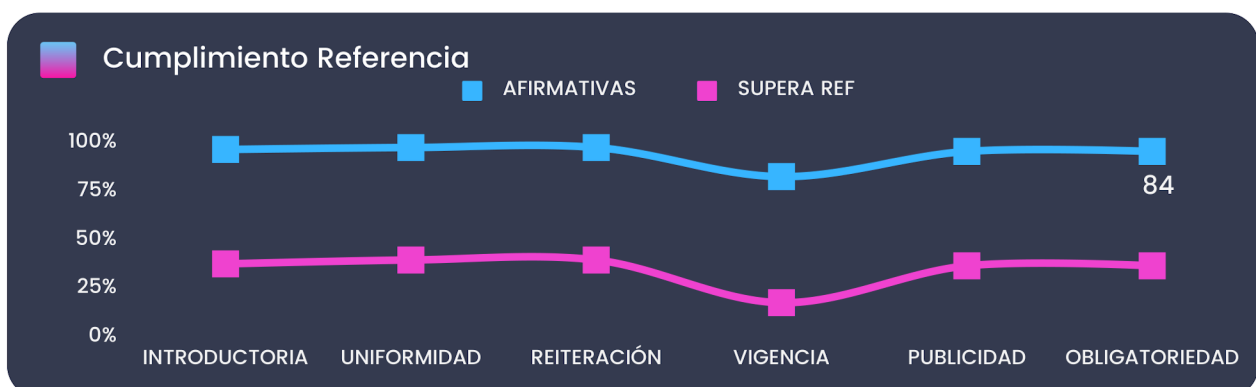 Cumplimiento Referencia
AFIRMATIVAS
SUPERA REF
100%
75%
84
50%
25%
0%
INTRODUCTORIA
UNIFORMIDAD
REITERACIÓN
VIGENCIA
PUBLICIDAD
OBLIGATORIEDAD